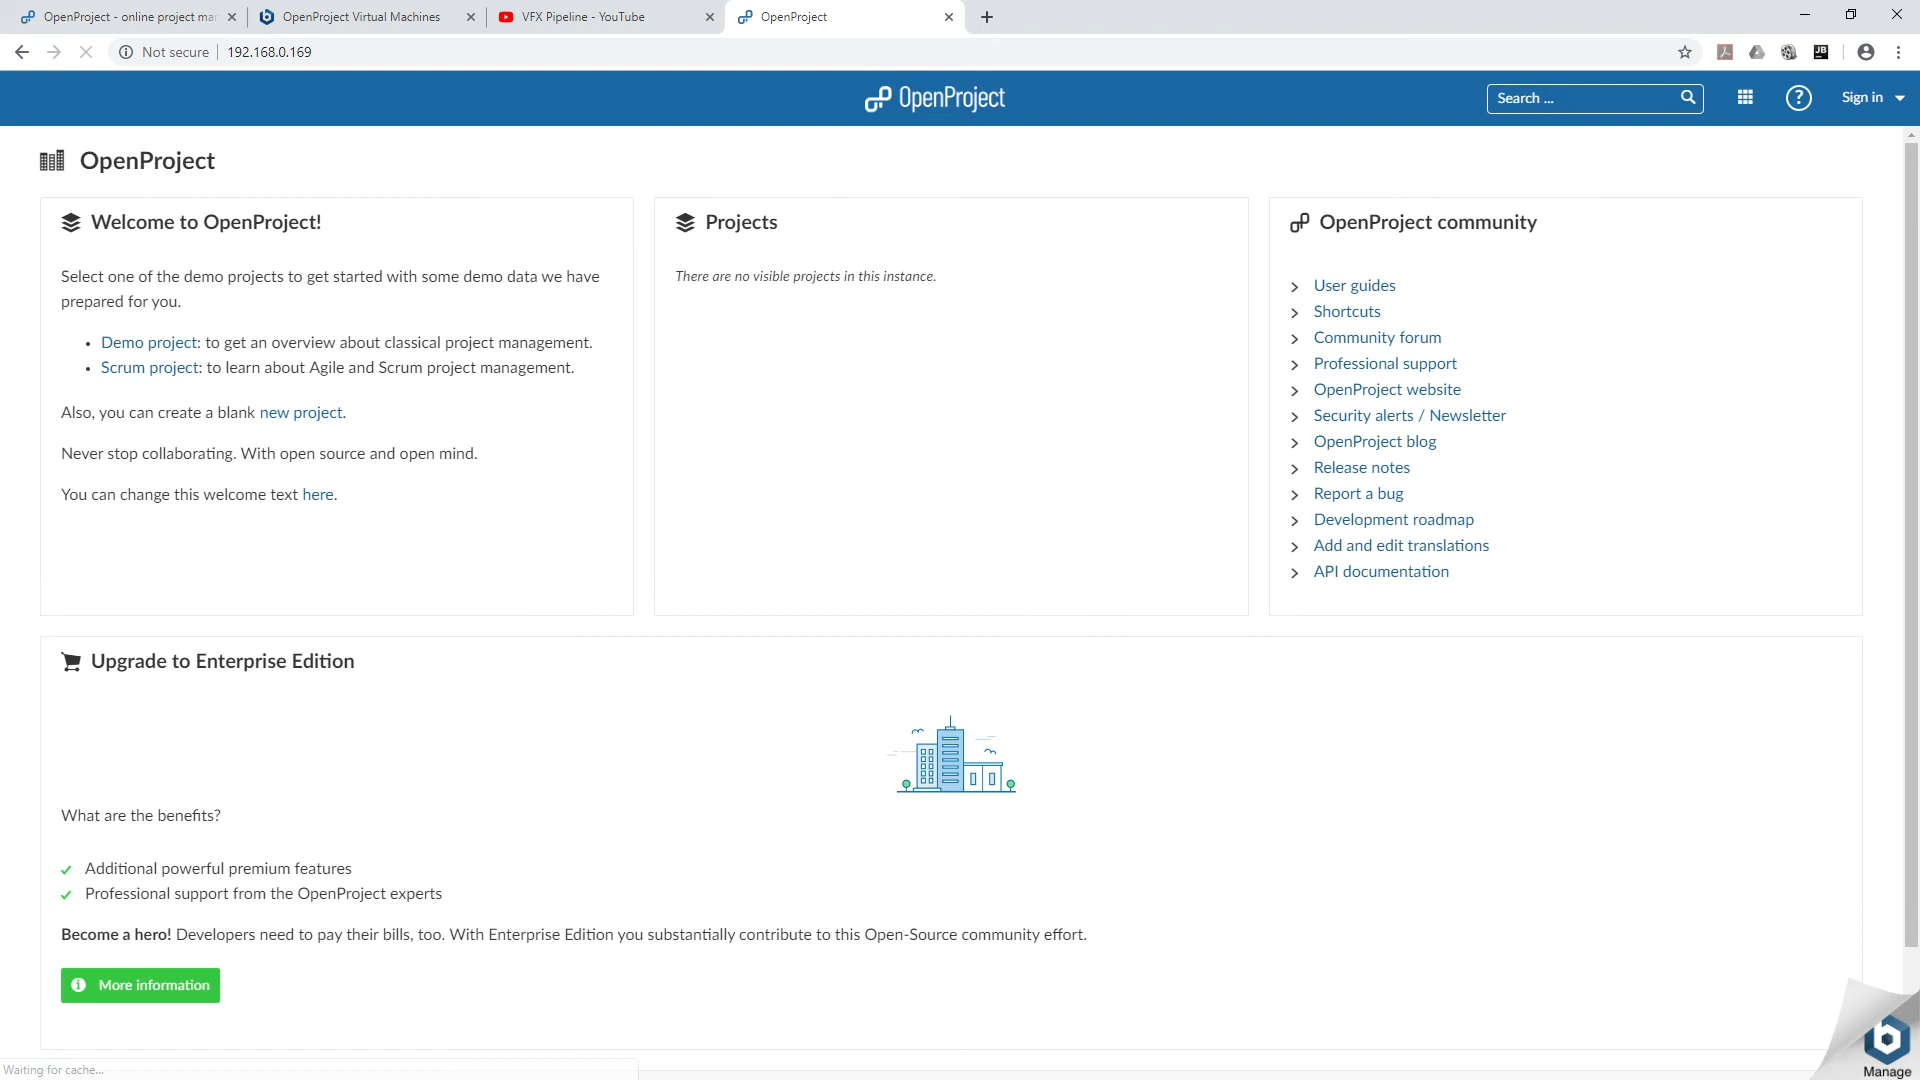 OpenProject - online project mar
OpenProject Virtual Machines
VFX Pipeline - YouTube
OpenProject
Not secure
192.168.0.169
JB
OpenProject
Search ...
?
Sign in
OpenProject
Welcome to OpenProject!
Select one of the demo projects to get started with some demo data we have
prepared for you.
• Demo project: to get an overview about classical project management.
• Scrum project: to learn about Agile and Scrum project management.
Also, you can create a blank new project.
Never stop collaborating. With open source and open mind.
You can change this welcome text here.
Projects
There are no visible projects in this instance.
OpenProject community
User guides
Shortcuts
Community forum
Professional support
OpenProject website
Security alerts / Newsletter
OpenProject blog
Release notes
Report a bug
Development roadmap
Add and edit translations
API documentation
Upgrade to Enterprise Edition
What are the benefits?
Additional powerful premium features
Professional support from the OpenProject experts
Become a hero! Developers need to pay their bills, too. With Enterprise Edition you substantially contribute to this Open-Source community effort.
More information
Waiting for cache...
Manage